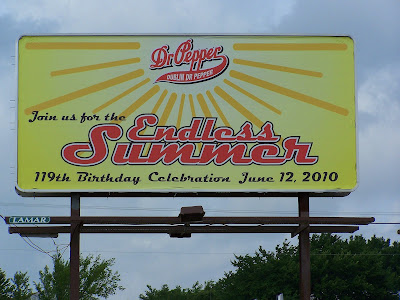 Dr Pepper
DUBLIN DR PEPPER
Join us for the
Endless
Summer
119th Birthday Celebration June 12, 2010
LAMAR